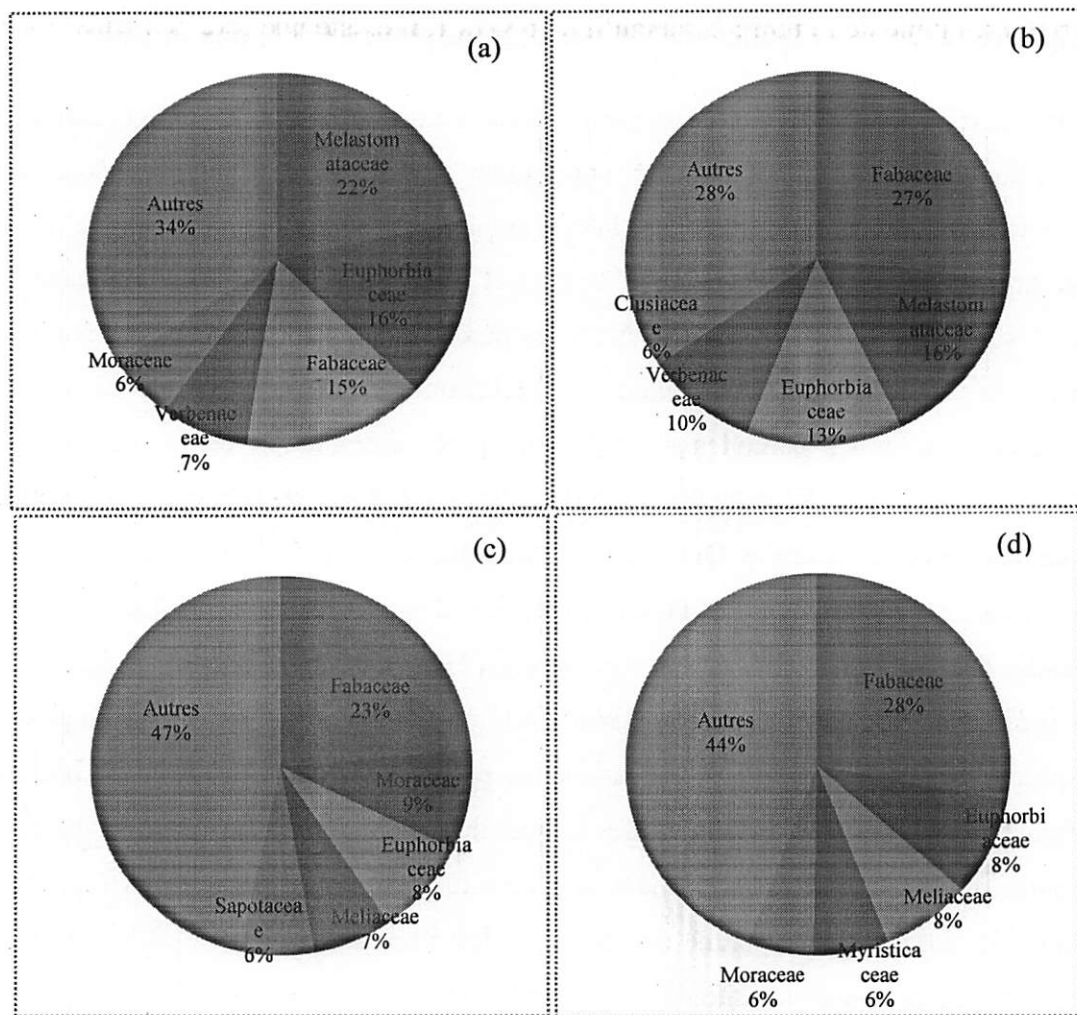 (a)
Melastom
ataceae
22%
Euphorbia
ceae
16%
Fabaceae
15%
Verbenac
eae
7%
Moraceae
6%
Autres
34%
(b)
Fabaceae
27%
Melastom
ataceae
16%
Euphorbia
ceae
13%
Verbenac
eae
10%
Clusiacea
e
6%
Autres
28%
(c)
Fabaceae
23%
Moraceae
9%
Euphorbia
ceae
8%
Meliaceae
7%
Sapotacea
e
6%
Autres
47%
(d)
Fabaceae
28%
Euphorbi
aceae
8%
Meliaceae
8%
Myristica
ceae
6%
Moraceae
6%
Autres
44%